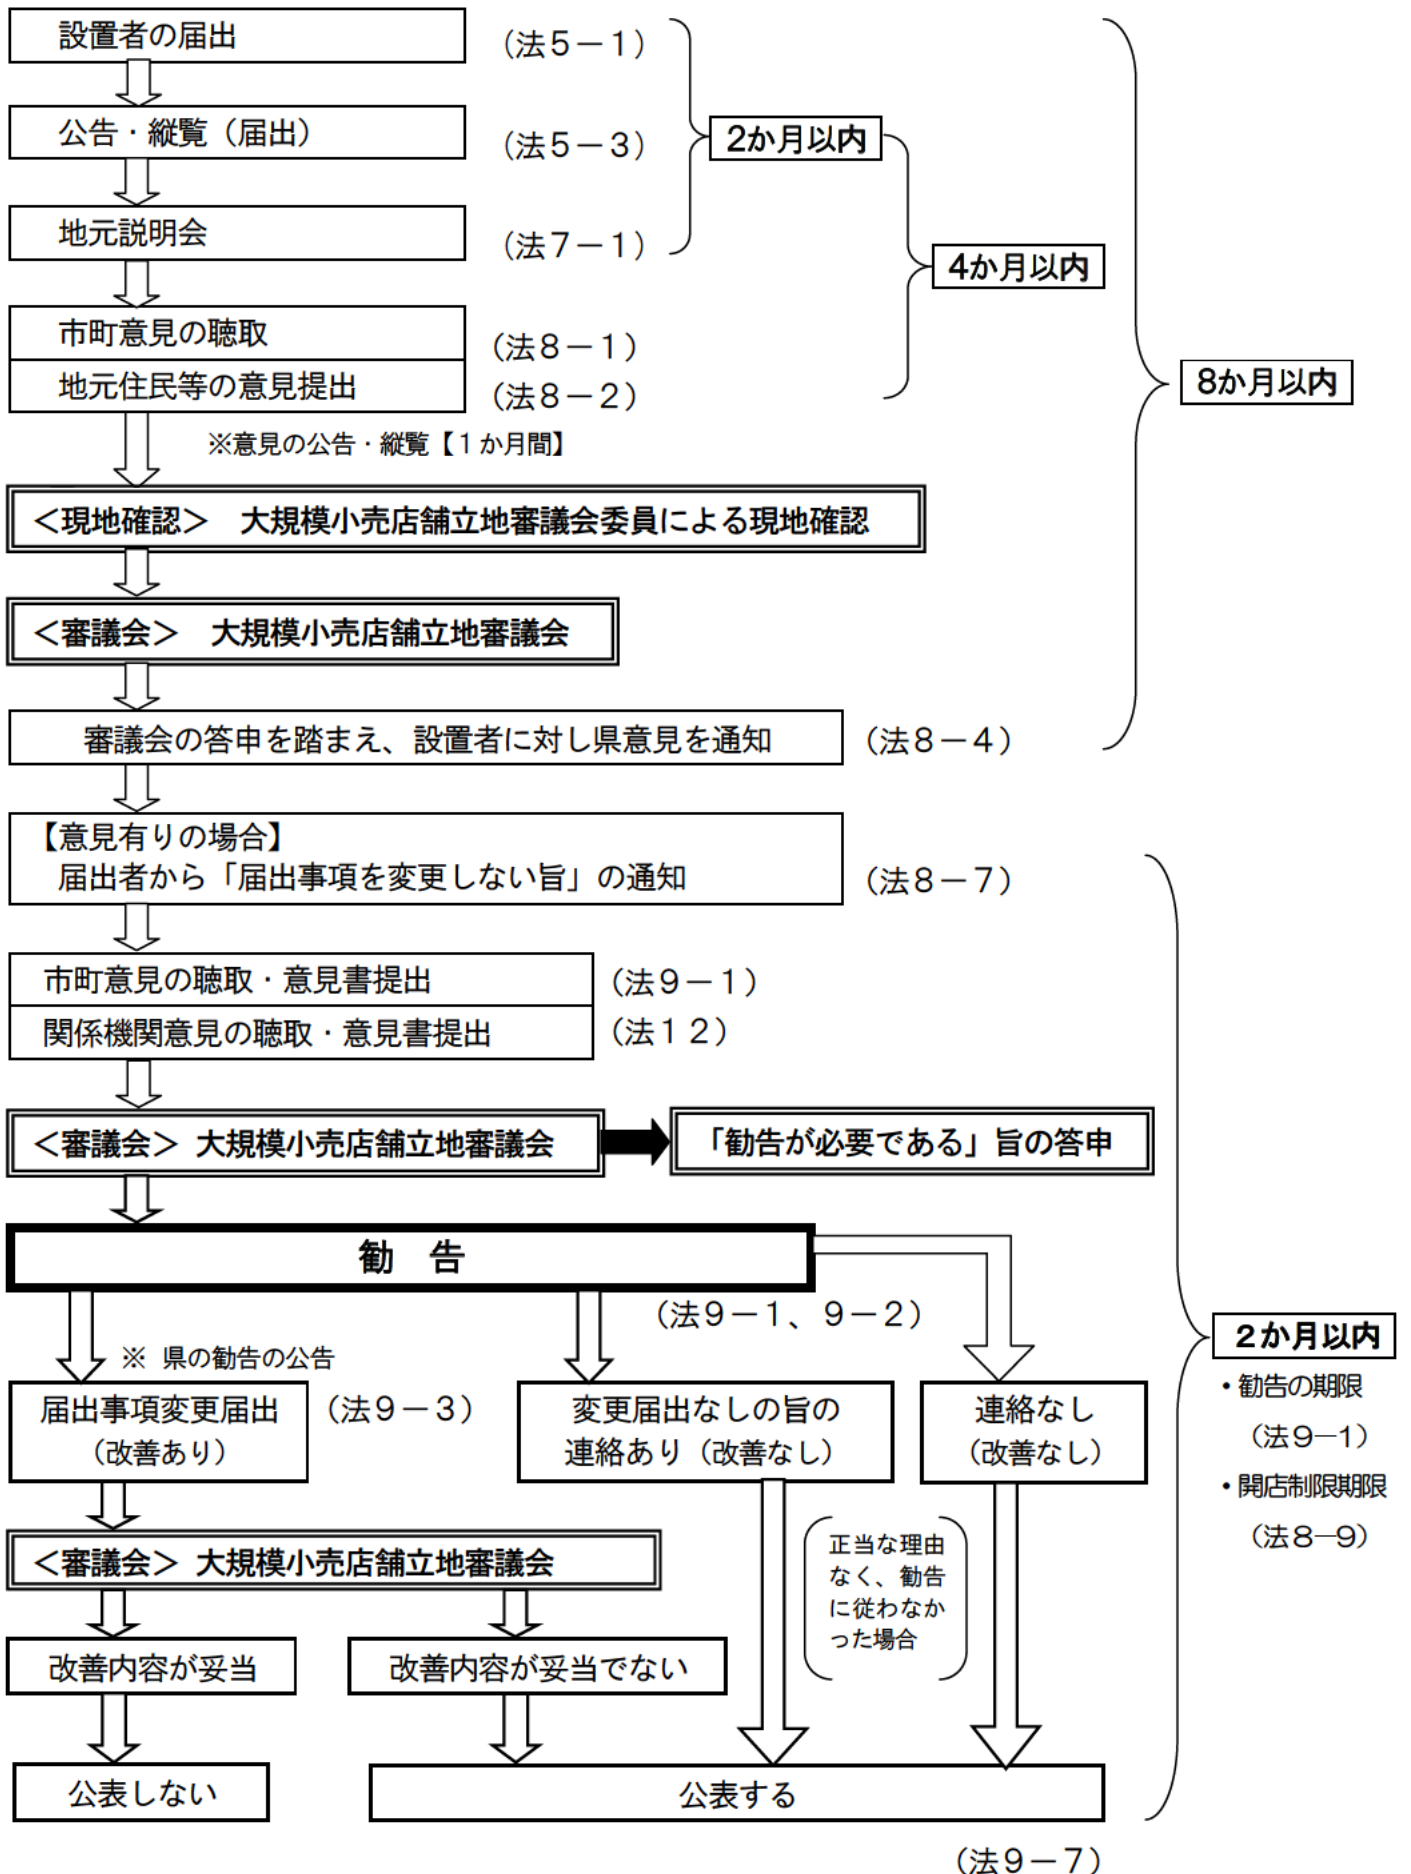 設置者の届出
（法５－１）
公告・縦覧（届出）
（法５－３）
2か月以内
地元説明会
（法７－１）
4か月以内
市町意見の聴取
（法８－１）
地元住民等の意見提出
（法８－２）
8か月以内
※意見の公告・縦覧【１か月間】
＜現地確認＞　大規模小売店舗立地審議会委員による現地確認
＜審議会＞　大規模小売店舗立地審議会
審議会の答申を踏まえ、設置者に対し県意見を通知
（法８－４）
【意見有りの場合】
届出者から「届出事項を変更しない旨」の通知
（法８－７）
市町意見の聴取・意見書提出
（法９－１）
関係機関意見の聴取・意見書提出
（法１２）
＜審議会＞ 大規模小売店舗立地審議会
「勧告が必要である」旨の答申
勧　告
（法９－１、９－２）
２か月以内
・勧告の期限
（法９－１）
・開店制限期限
（法８－９）
※ 県の勧告の公告
届出事項変更届出
（改善あり）
（法９－３）
変更届出なしの旨の
連絡あり（改善なし）
連絡なし
（改善なし）
正当な理由
なく、勧告
に従わなか
った場合
＜審議会＞ 大規模小売店舗立地審議会
改善内容が妥当
改善内容が妥当でない
公表しない
公表する
（法９－７）